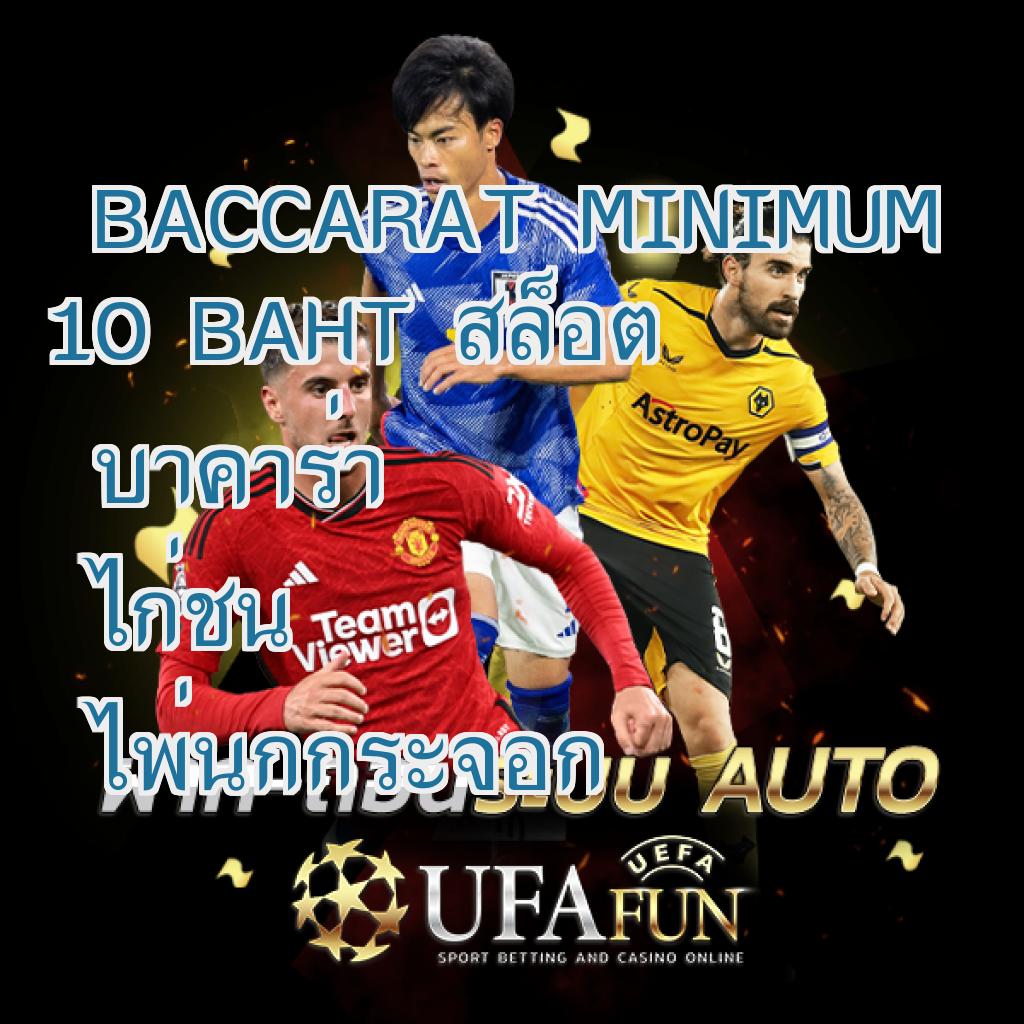 BACCARAT MINIMUM
10 BAHT สล็อต
บาคาร่า
ไก่ชน
ไพ่นกกระจอก
AstroPay
Team
Viewer
8
AUTO
UEFA
UFAFUN
SPORT BETTING AND CASINO ONLINE